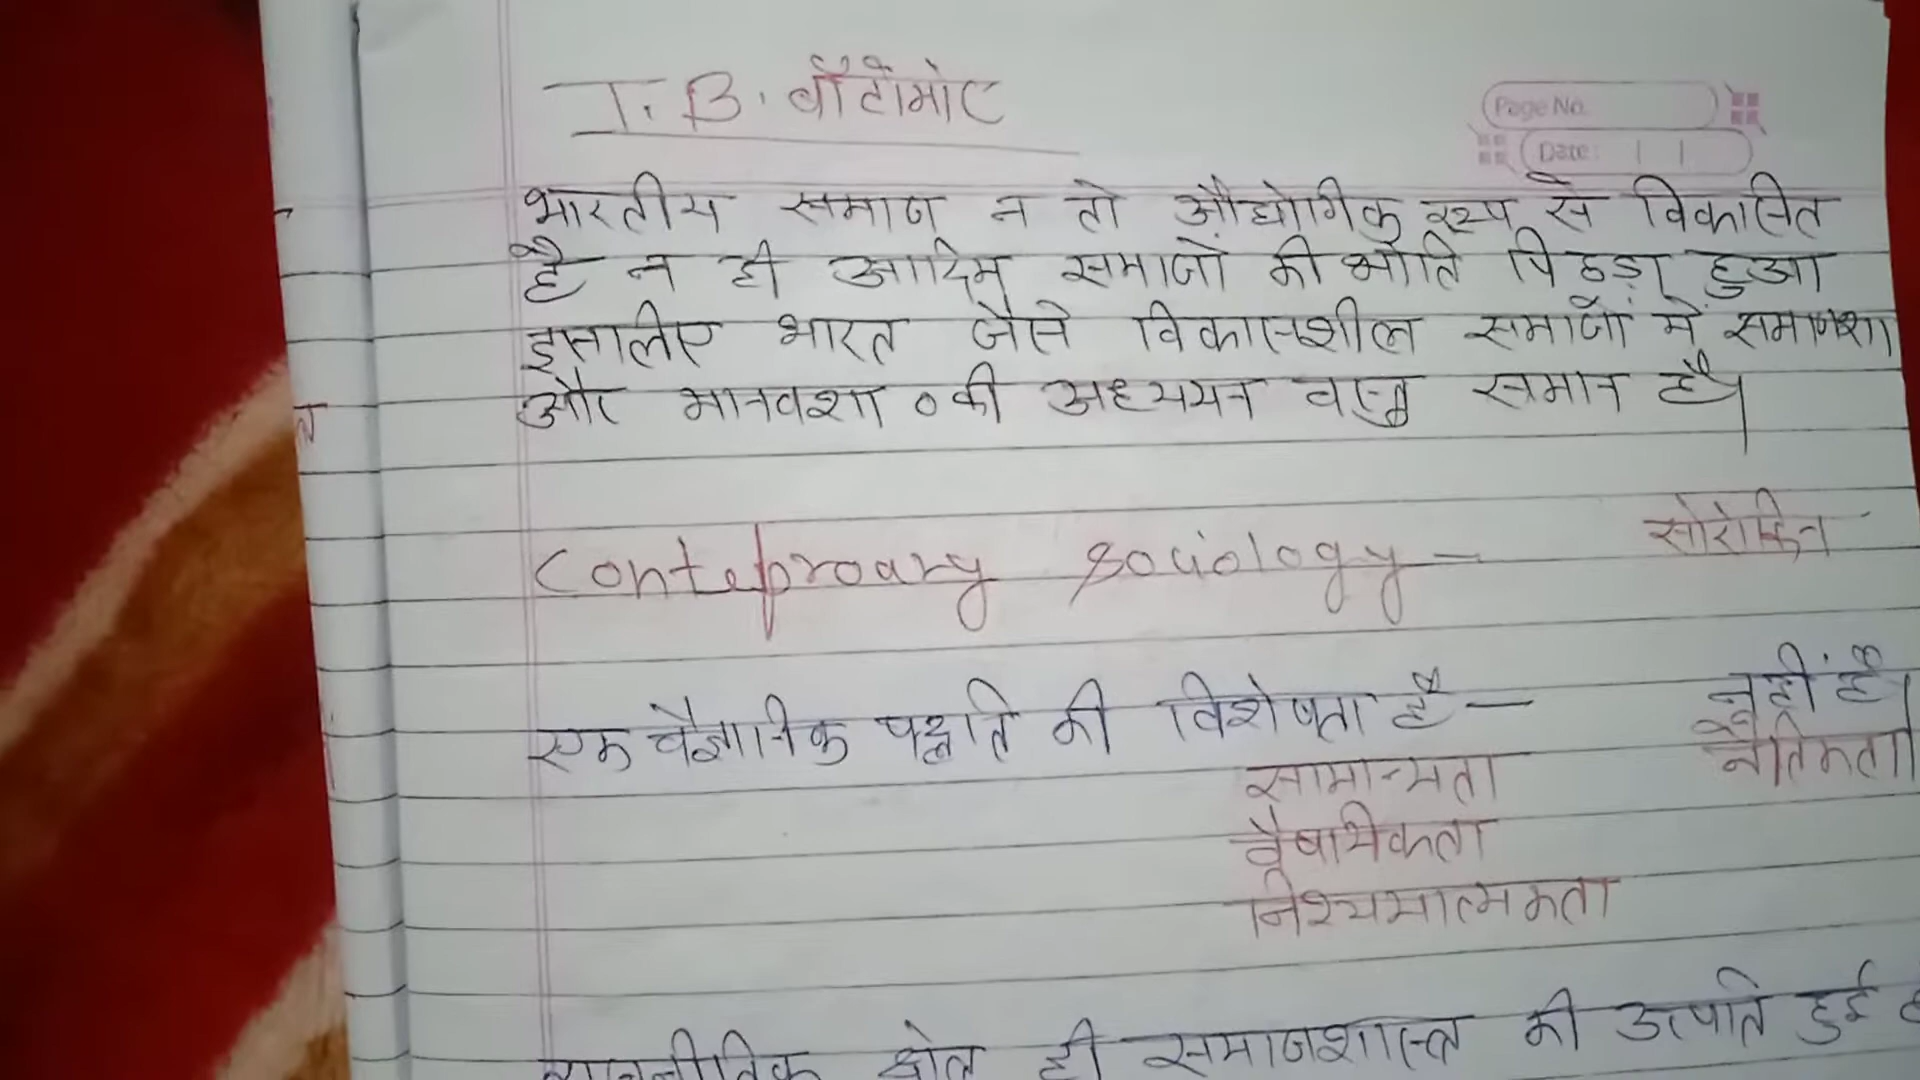 T. B. बॉटोमोर
Page No.
Date:
भारतीय समाज न तो औद्योगिक रूप से विकासित
है न ही आदिम समाजो की भाति पिछड़ा हुआ
इसलिए भारत जैसे विकासशील समाजों में समाजशा
और मानवशा ० की अध्ययन वस्तु समान है।
Conteproary sociology — सोरोकिन
एक वैज्ञानिक पद्धति की विशेषता है — नहीं है।
सामान्यता नैतिकता
वैषयिकता
निश्चयात्मकता
राजनीतिक स्रोत ही समाजशास्त्र की उत्पति हुई